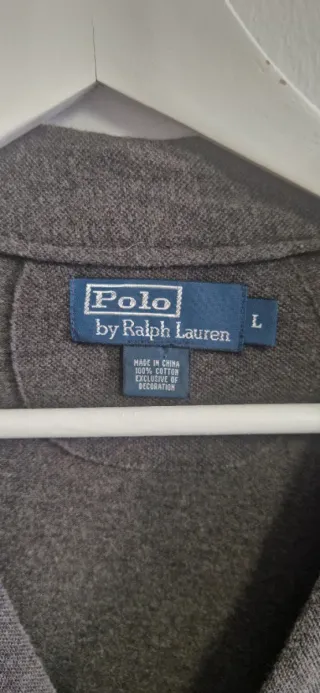 Polo
by Ralph Lauren
L
MADE IN CHINA
100% COTTON
EXCLUSIVE OF
DECORATION